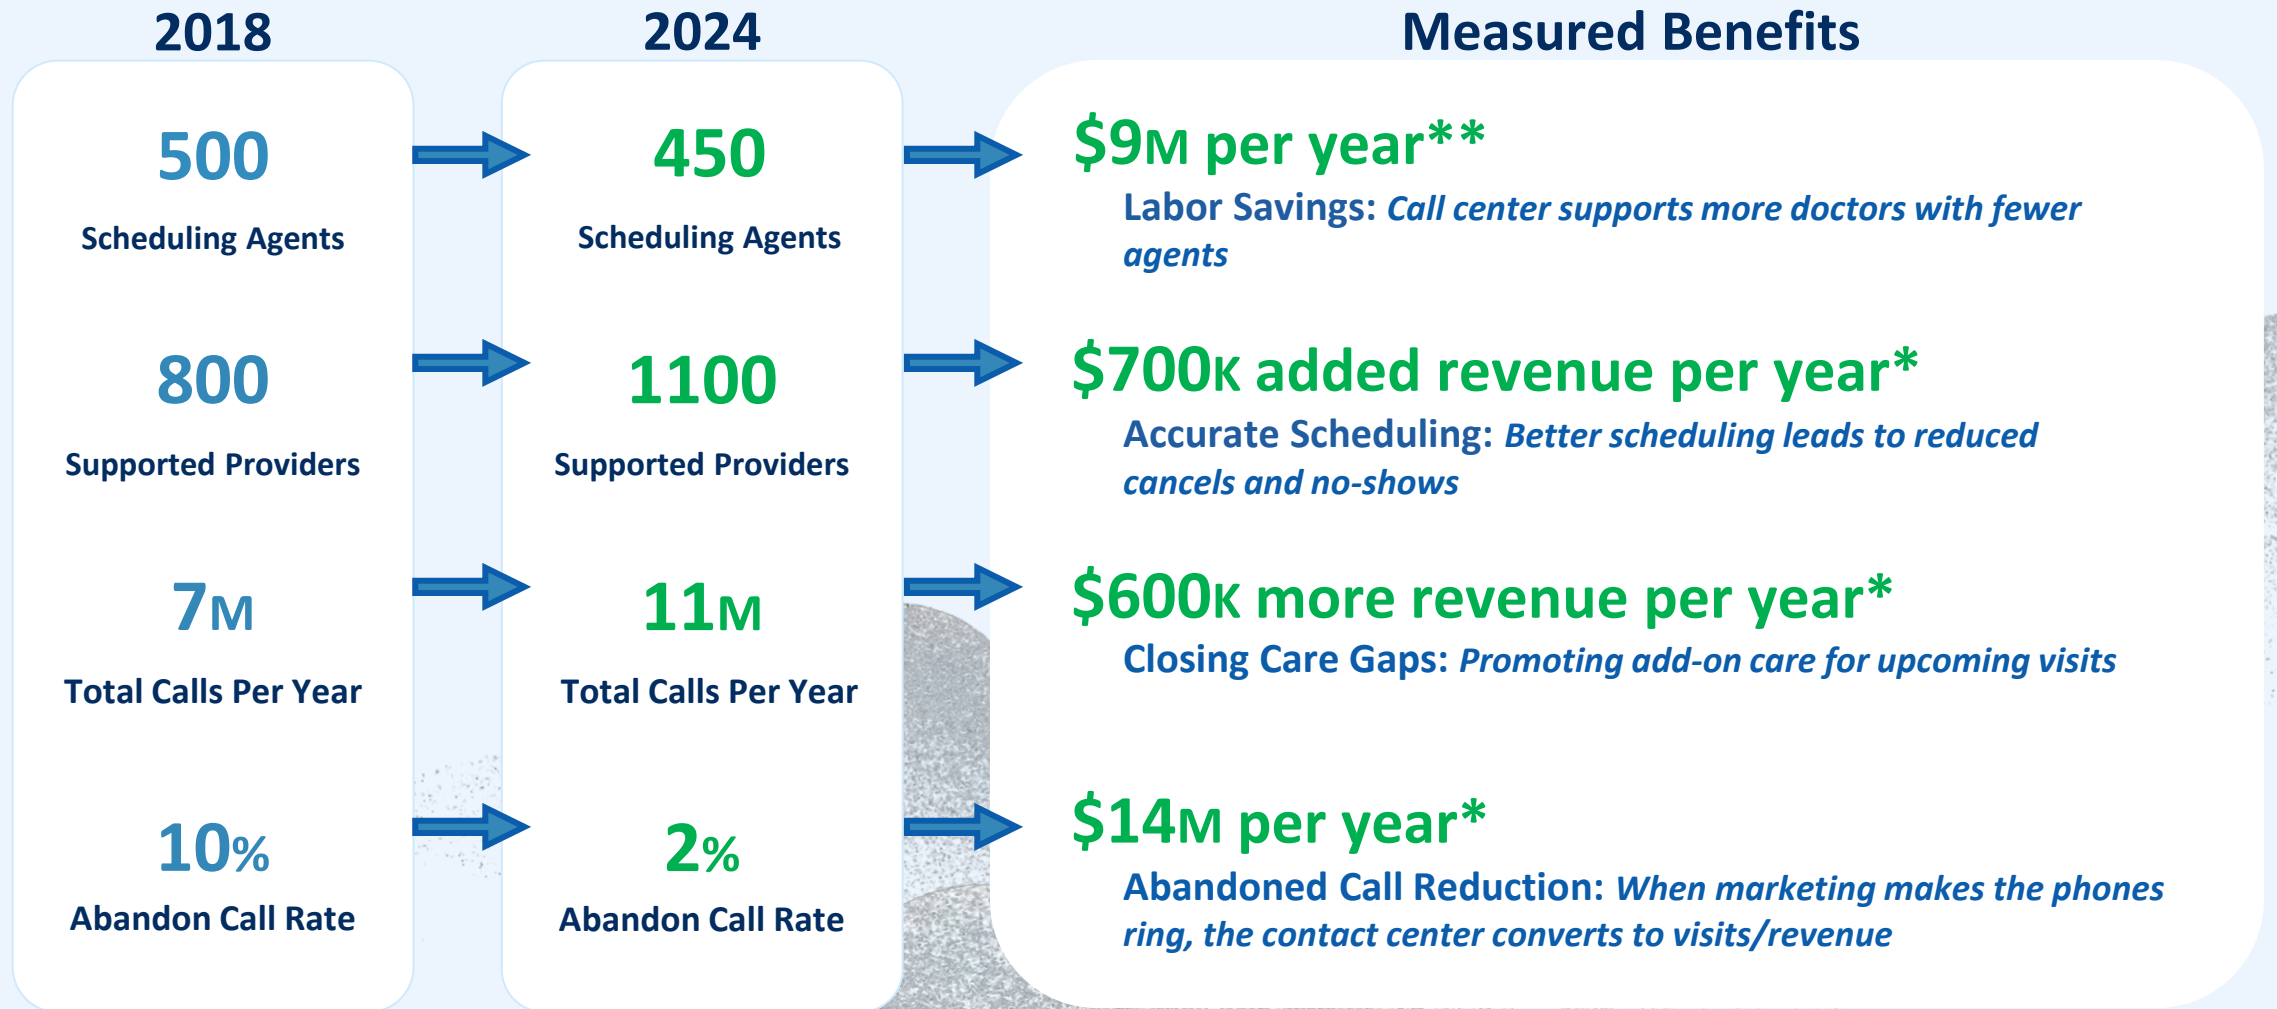 2018
500
Scheduling Agents
800
Supported Providers
7M
Total Calls Per Year
10%
Abandon Call Rate
2024
450
Scheduling Agents
1100
Supported Providers
11M
Total Calls Per Year
2%
Abandon Call Rate
Measured Benefits
$9M per year**
Labor Savings: Call center supports more doctors with fewer
agents
$700K added revenue per year*
Accurate Scheduling: Better scheduling leads to reduced
cancels and no-shows
$600K more revenue per year*
Closing Care Gaps: Promoting add-on care for upcoming visits
$14M per year*
Abandoned Call Reduction: When marketing makes the phones
ring, the contact center converts to visits/revenue